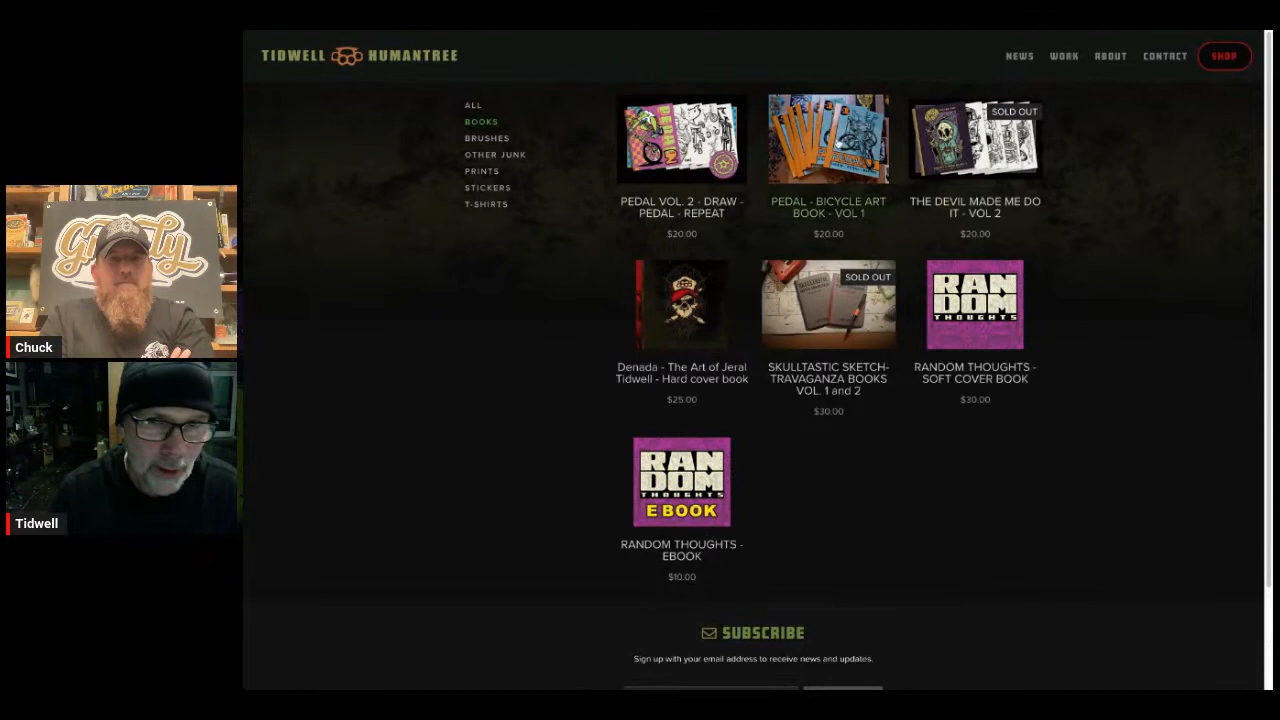 TIDWELL HUMANTREE
NEWS WORK ABOUT CONTACT SHOP
ALL
BOOKS
BRUSHES
OTHER JUNK
PRINTS
STICKERS
T-SHIRTS
SOLD OUT
PEDAL VOL. 2 - DRAW -
PEDAL - REPEAT
$20.00
PEDAL - BICYCLE ART
BOOK - VOL 1
$20.00
THE DEVIL MADE ME DO
IT - VOL 2
$20.00
SOLD OUT
RAN
DOM
THOUGHTS
Denada - The Art of Jeral
Tidwell - Hard cover book
$25.00
SKULLTASTIC SKETCH-
TRAVAGANZA BOOKS
VOL. 1 and 2
$30.00
RANDOM THOUGHTS -
SOFT COVER BOOK
$30.00
RAN
DOM
THOUGHTS
E BOOK
RANDOM THOUGHTS -
EBOOK
$10.00
SUBSCRIBE
Sign up with your email address to receive news and updates.
Grizzly
Chuck
Tidwell